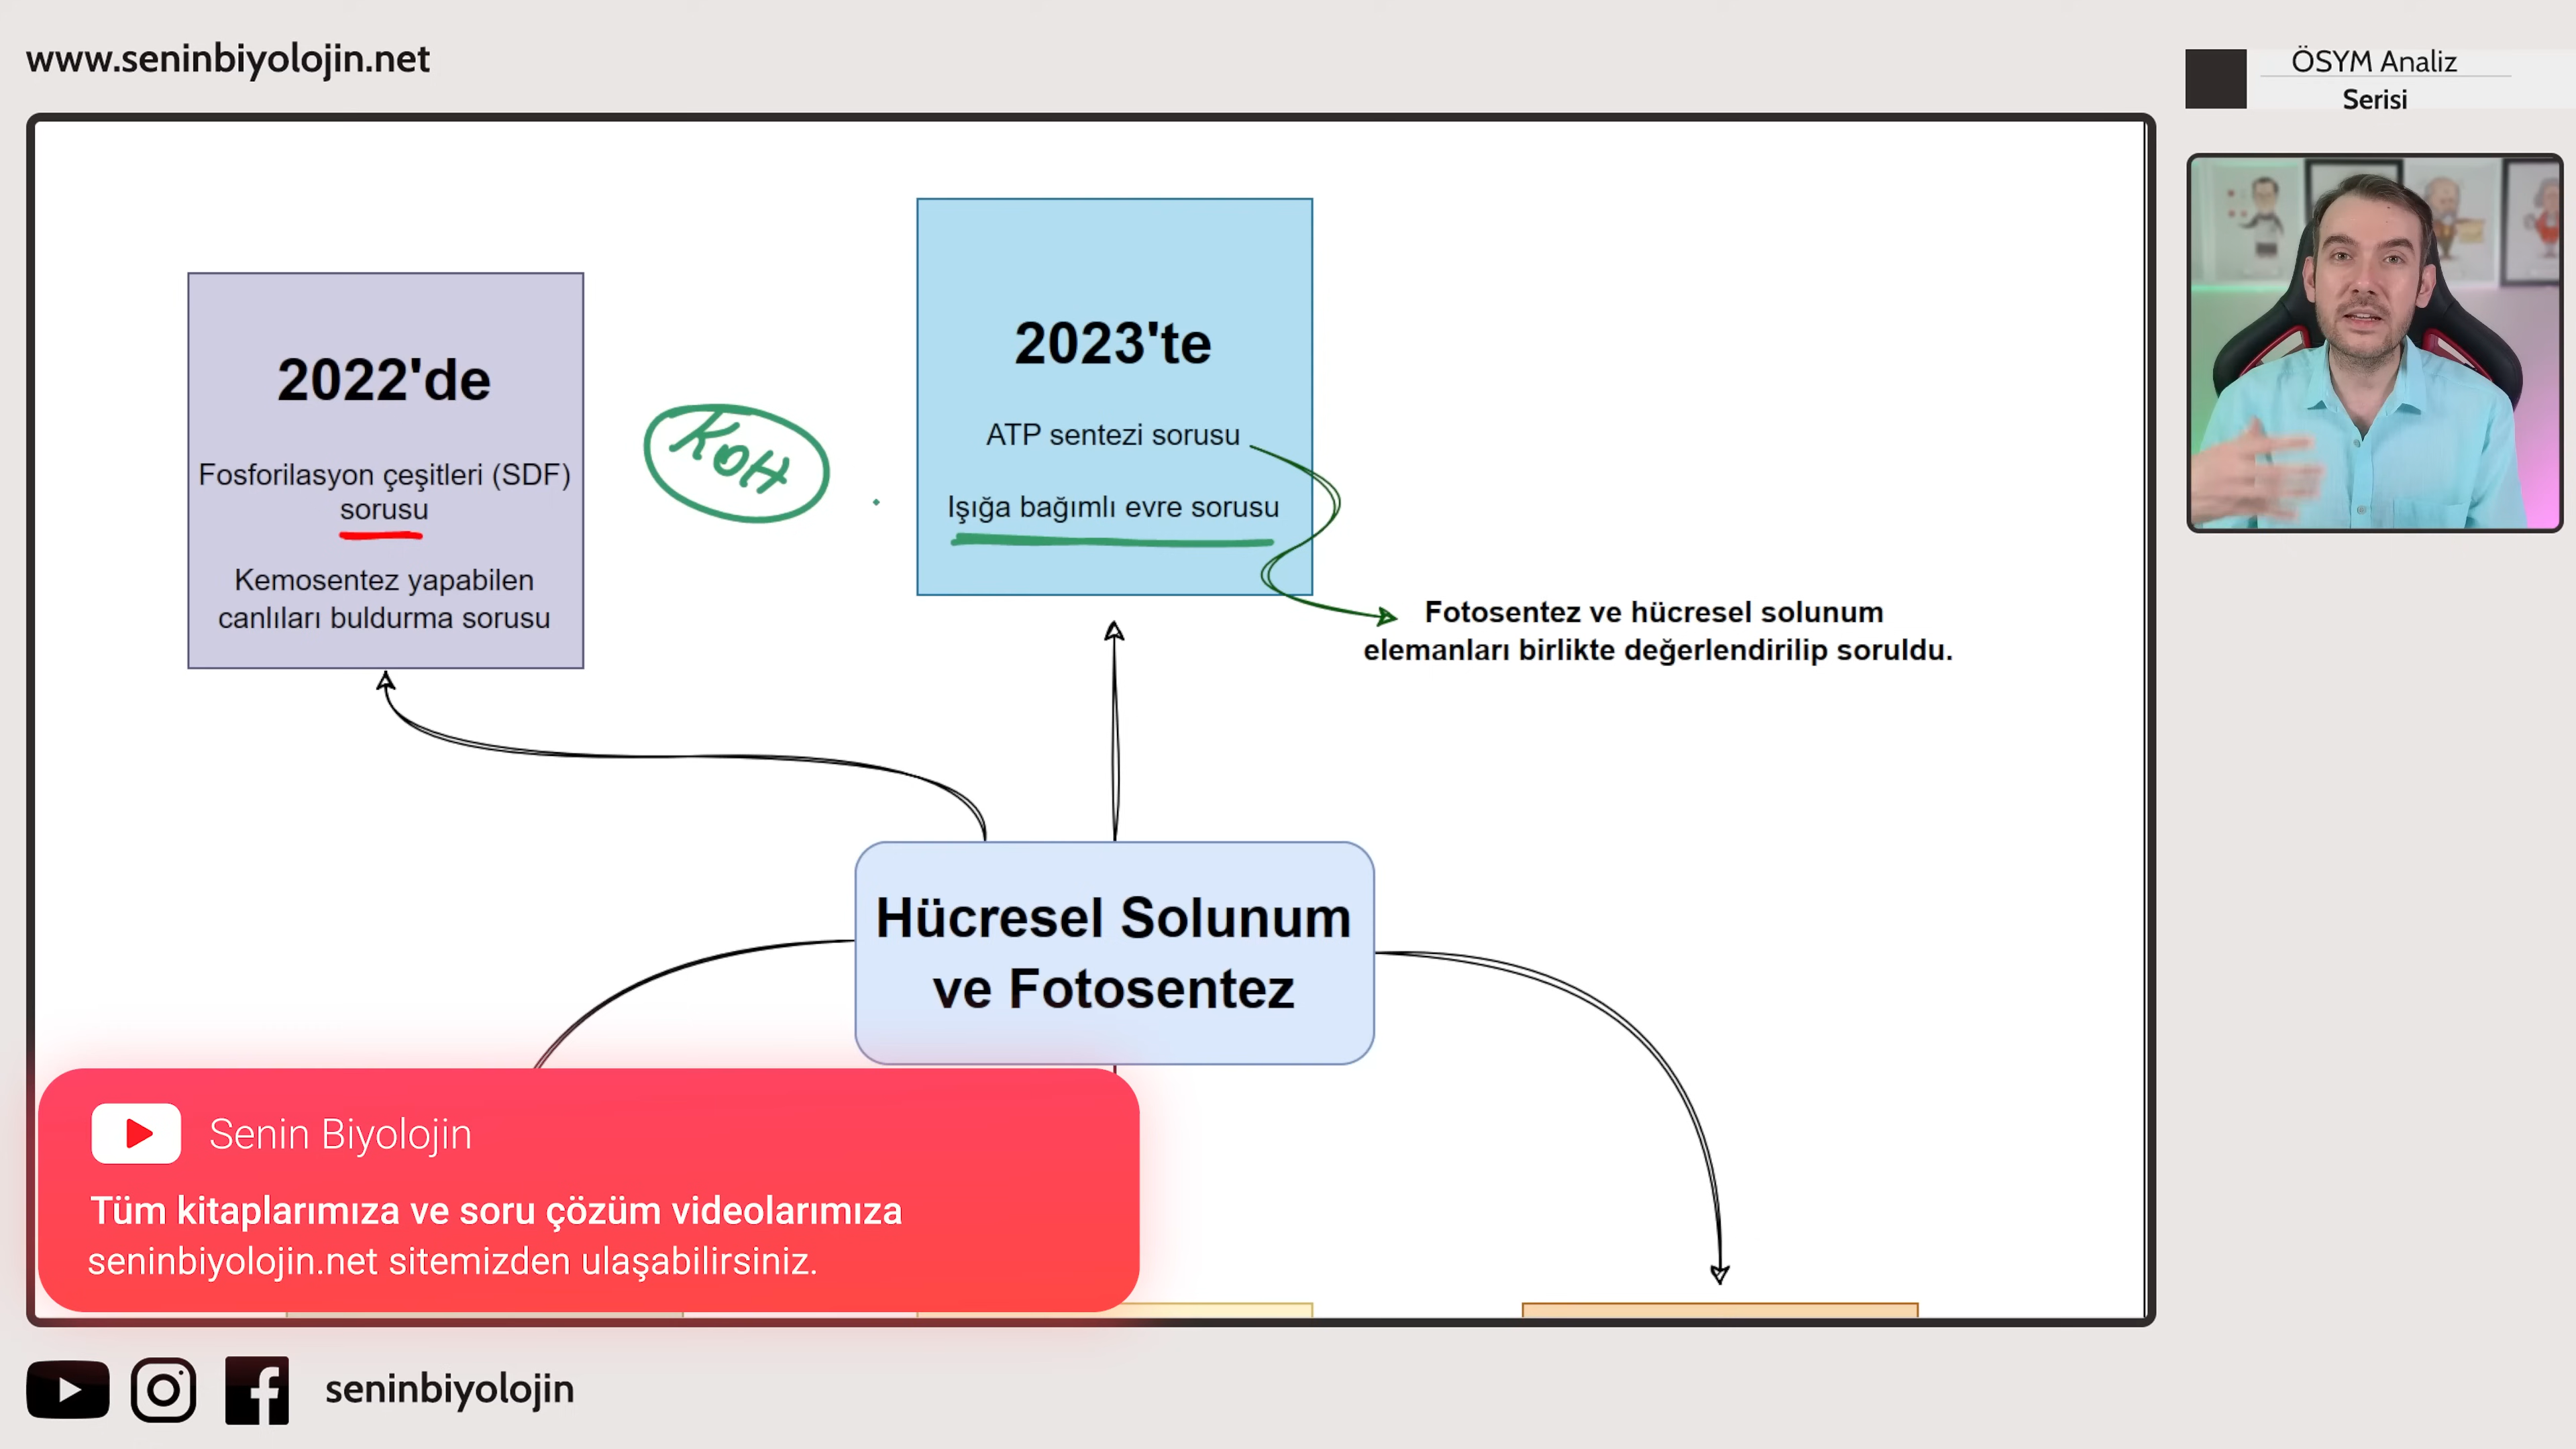 www.seninbiyolojin.net
ÖSYM Analiz
Serisi
2022'de
Fosforilasyon çeşitleri (SDF)
sorusu
Kemosentez yapabilen
canlıları buldurma sorusu
KOH
2023'te
ATP sentezi sorusu
Işığa bağımlı evre sorusu
Fotosentez ve hücresel solunum
elemanları birlikte değerlendirilip soruldu.
Hücresel Solunum
ve Fotosentez
Senin Biyolojin
Tüm kitaplarımıza ve soru çözüm videolarımıza
seninbiyolojin.net sitemizden ulaşabilirsiniz.
seninbiyolojin